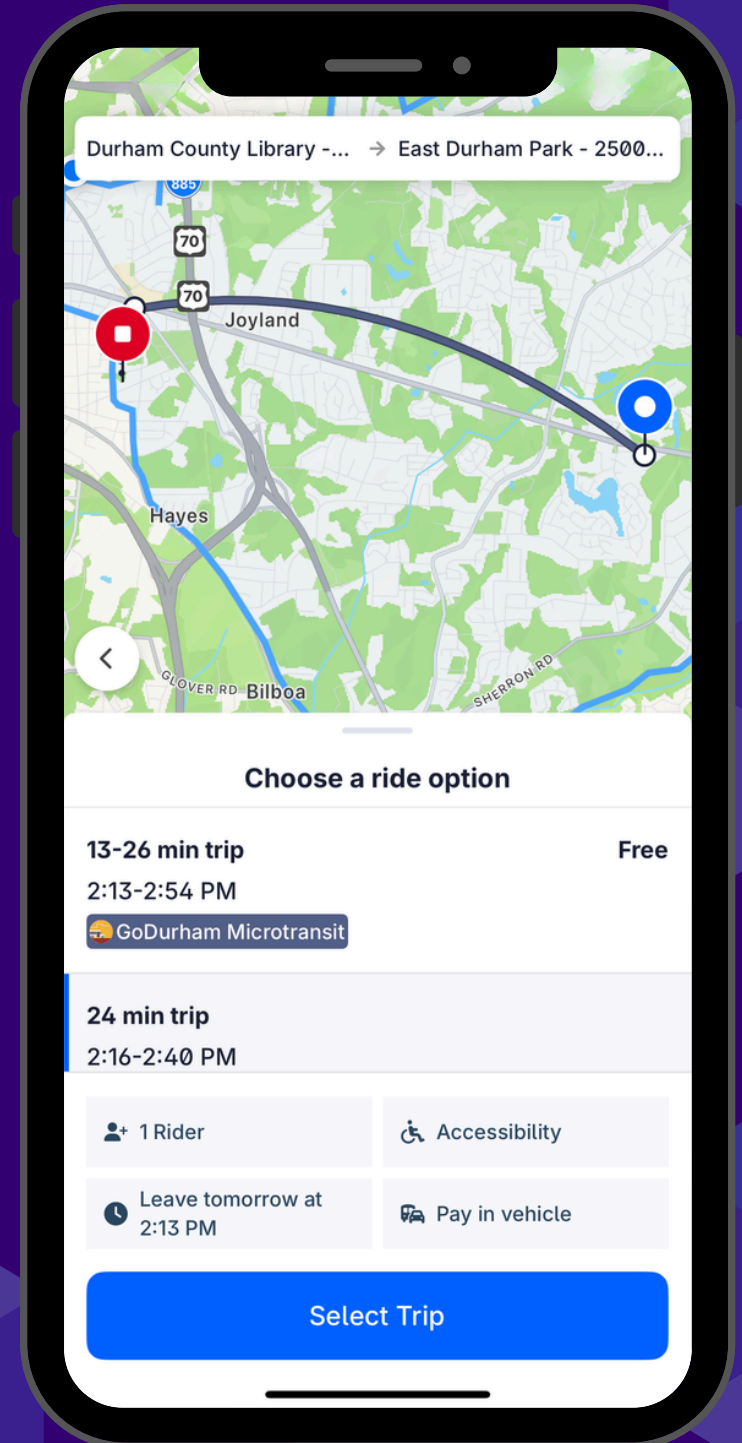 Durham County Library -... → East Durham Park - 2500...
885
70
70
Joyland
Hayes
GLOVER RD
Bilboa
SHERRON RD
Choose a ride option
13-26 min trip
Free
2:13-2:54 PM
GoDurham Microtransit
24 min trip
2:16-2:40 PM
1 Rider
Accessibility
Leave tomorrow at
2:13 PM
Pay in vehicle
Select Trip